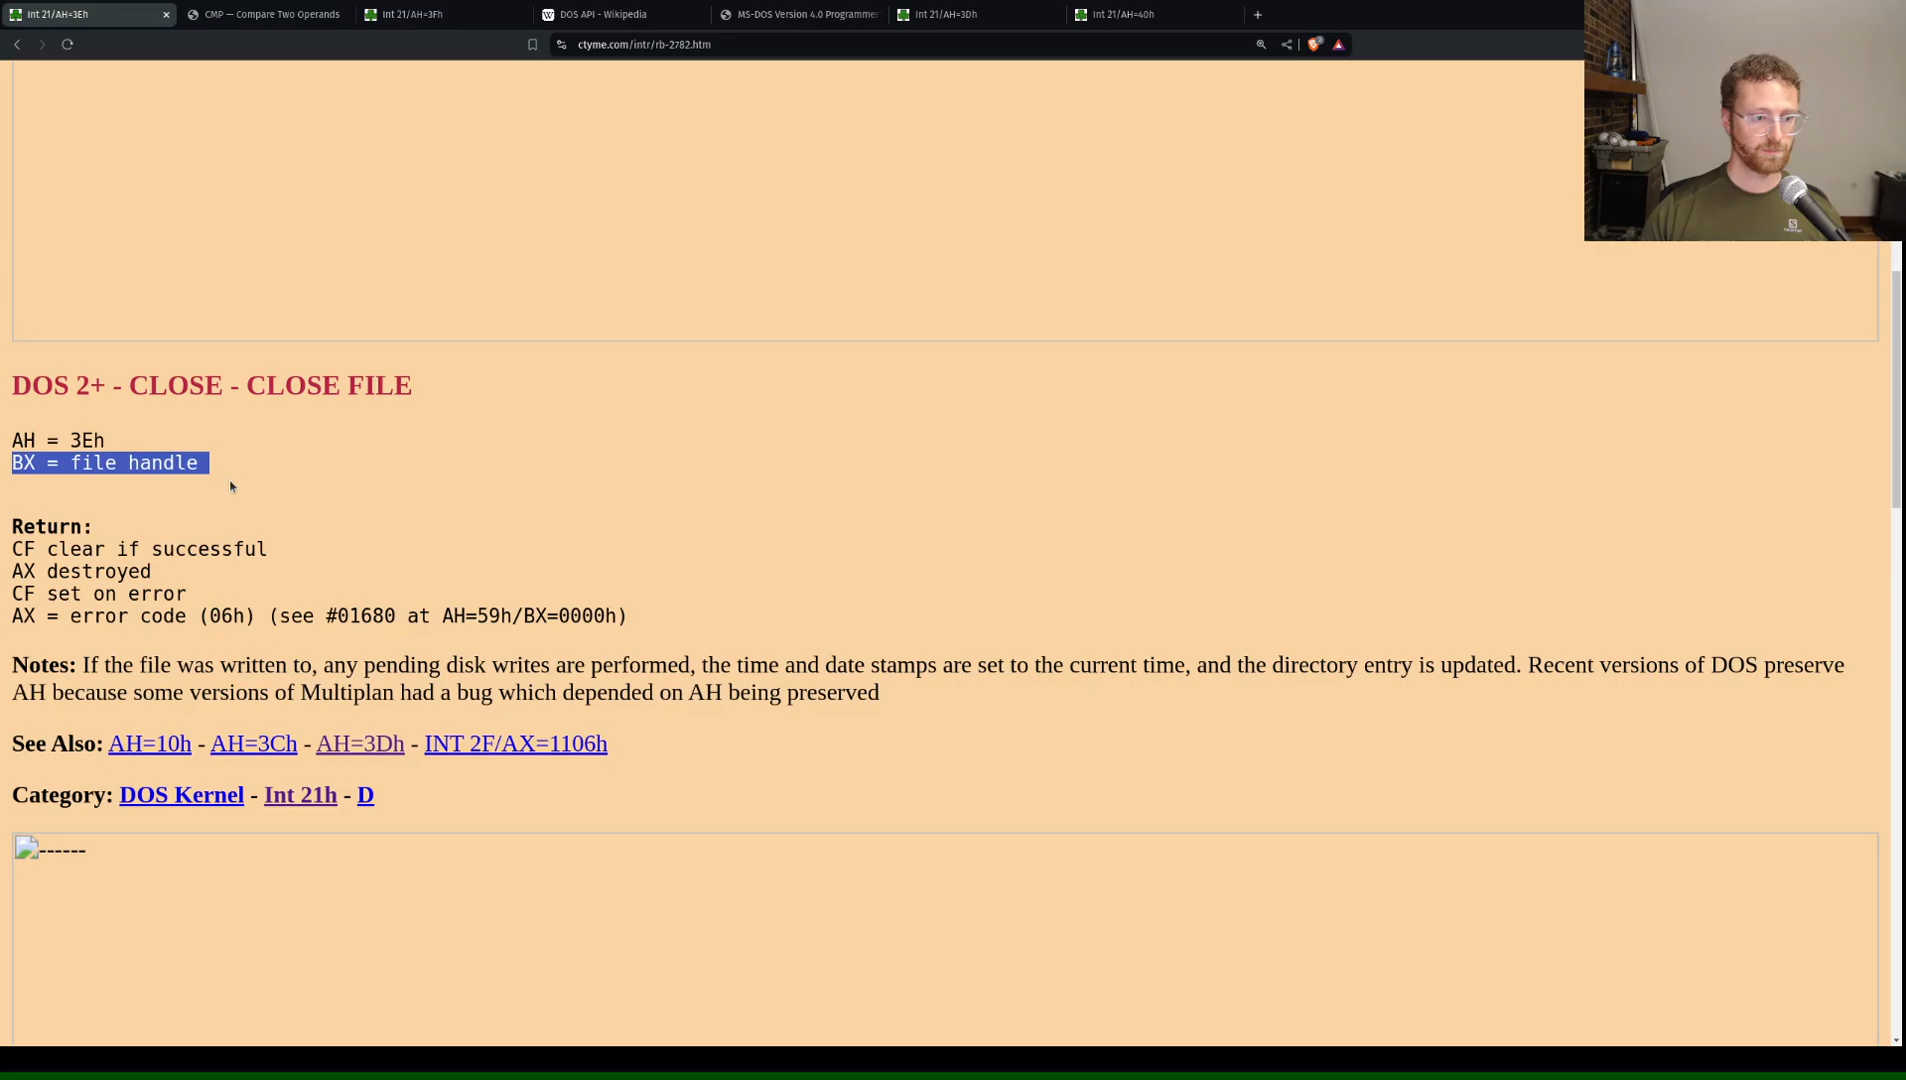 Int 21/AH=3Eh
CMP — Compare Two Operands
Int 21/AH=3Fh
DOS API - Wikipedia
MS-DOS Version 4.0 Programmer
Int 21/AH=3Dh
Int 21/AH=40h
ctyme.com/intr/rb-2782.htm
DOS 2+ - CLOSE - CLOSE FILE
AH = 3Eh
BX = file handle
Return:
CF clear if successful
AX destroyed
CF set on error
AX = error code (06h) (see #01680 at AH=59h/BX=0000h)
Notes: If the file was written to, any pending disk writes are performed, the time and date stamps are set to the current time, and the directory entry is updated. Recent versions of DOS preserve
AH because some versions of Multiplan had a bug which depended on AH being preserved
See Also: AH=10h - AH=3Ch - AH=3Dh - INT 2F/AX=1106h
Category: DOS Kernel - Int 21h - D
------